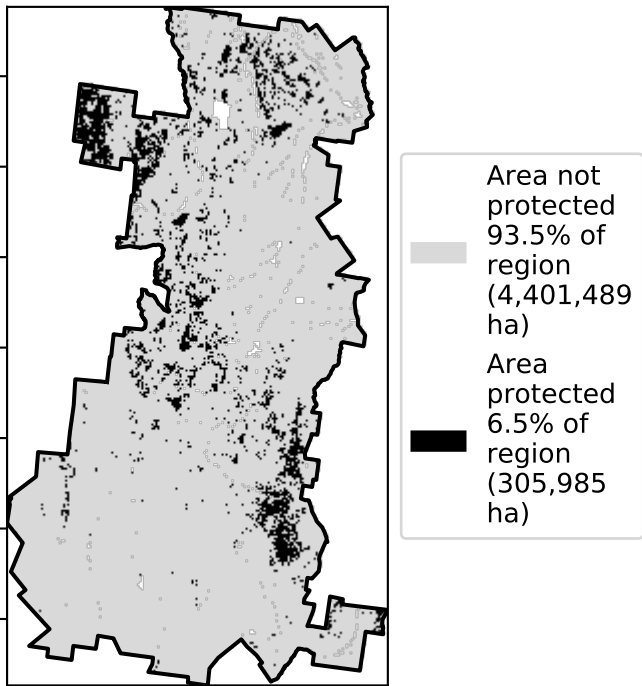 Area not
protected
93.5% of
region
(4,401,489
ha)
Area
protected
6.5% of
region
(305,985
ha)